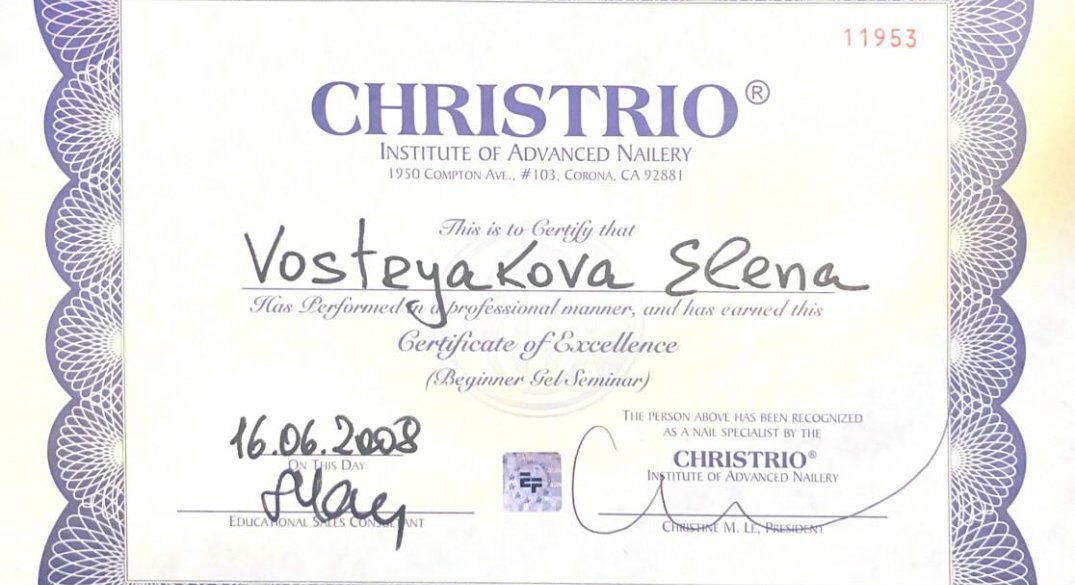 11953
CHRISTRIO®
INSTITUTE OF ADVANCED NAILERY
1950 COMPTON AVE., #103, CORONA, CA 92881
This is to Certify that
Vosteyakova Elena
Has Performed in a professional manner, and has earned this
Certificate of Excellence
(Beginner Gel Seminar)
16.06.2008
ON THIS DAY
EDUCATIONAL SALES CONSULTANT
THE PERSON ABOVE HAS BEEN RECOGNIZED
AS A NAIL SPECIALIST BY THE
CHRISTRIO®
INSTITUTE OF ADVANCED NAILERY
CHRISTINE M. LE, PRESIDENT